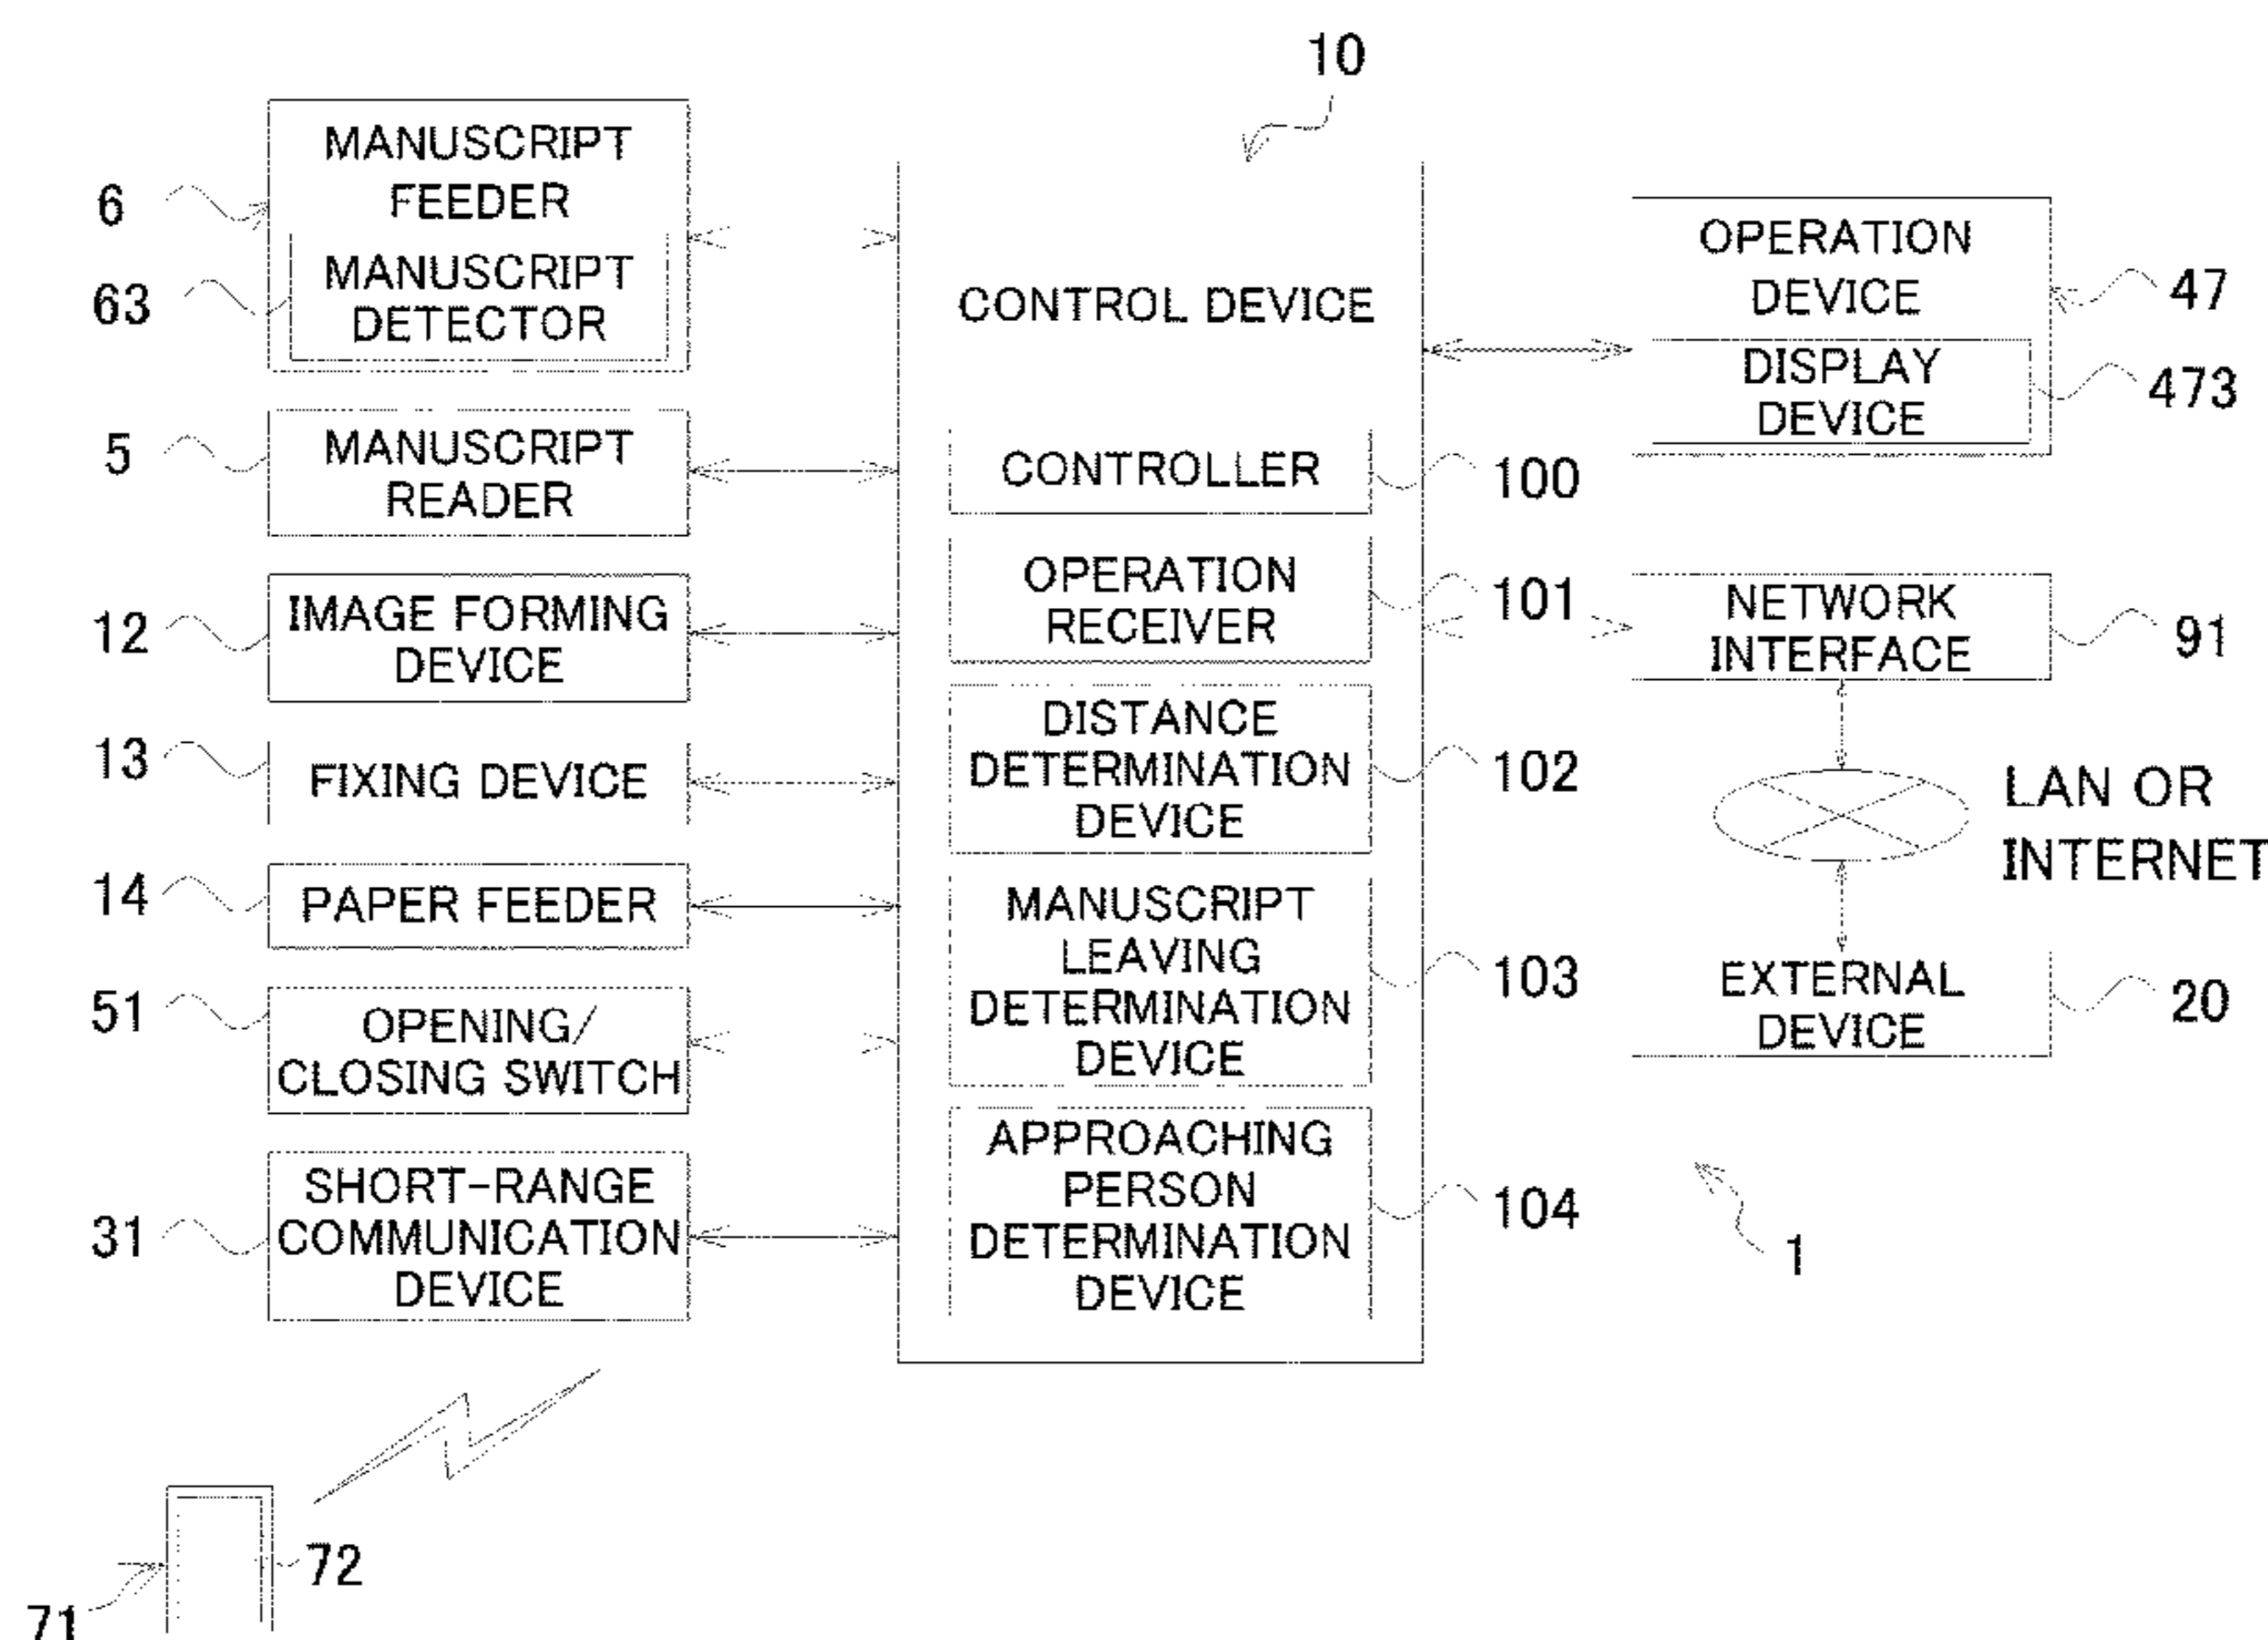 10
MANUSCRIPT
FEEDER
6
MANUSCRIPT
DETECTOR
63
MANUSCRIPT
READER
5
IMAGE FORMING
DEVICE
12
FIXING DEVICE
13
PAPER FEEDER
14
OPENING/
CLOSING SWITCH
51
SHORT-RANGE
COMMUNICATION
DEVICE
31
72
71
CONTROL DEVICE
CONTROLLER
100
OPERATION
RECEIVER
101
DISTANCE
DETERMINATION
DEVICE
102
MANUSCRIPT
LEAVING
DETERMINATION
DEVICE
103
APPROACHING
PERSON
DETERMINATION
DEVICE
104
OPERATION
DEVICE
47
DISPLAY
DEVICE
473
NETWORK
INTERFACE
91
LAN OR
INTERNET
EXTERNAL
DEVICE
20
1